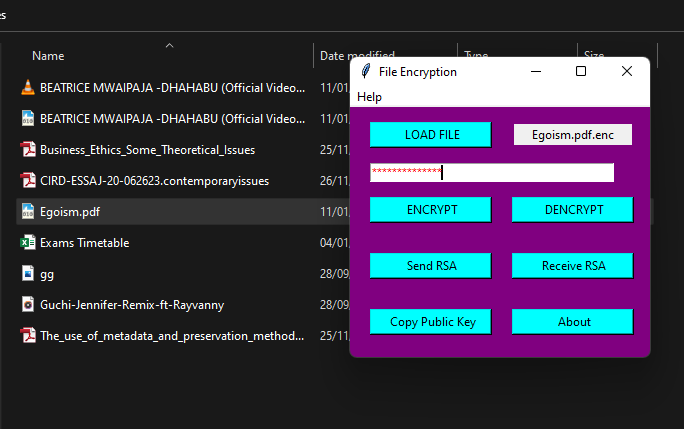 es
Name Date modified Type Size
BEATRICE MWAIPAJA -DHAHABU (Official Video... 11/01
BEATRICE MWAIPAJA -DHAHABU (Official Video... 11/01,
Business_Ethics_Some_Theoretical_Issues 25/11,
CIRD-ESSAJ-20-062623.contemporaryissues 26/11,
Egoism.pdf 11/01,
Exams Timetable 04/01,
gg 28/09
Guchi-Jennifer-Remix-ft-Rayvanny 28/09,
The_use_of_metadata_and_preservation_method... 25/11,
File Encryption
Help
LOAD FILE Egoism.pdf.enc
**************
ENCRYPT DENCRYPT
Send RSA Receive RSA
Copy Public Key About